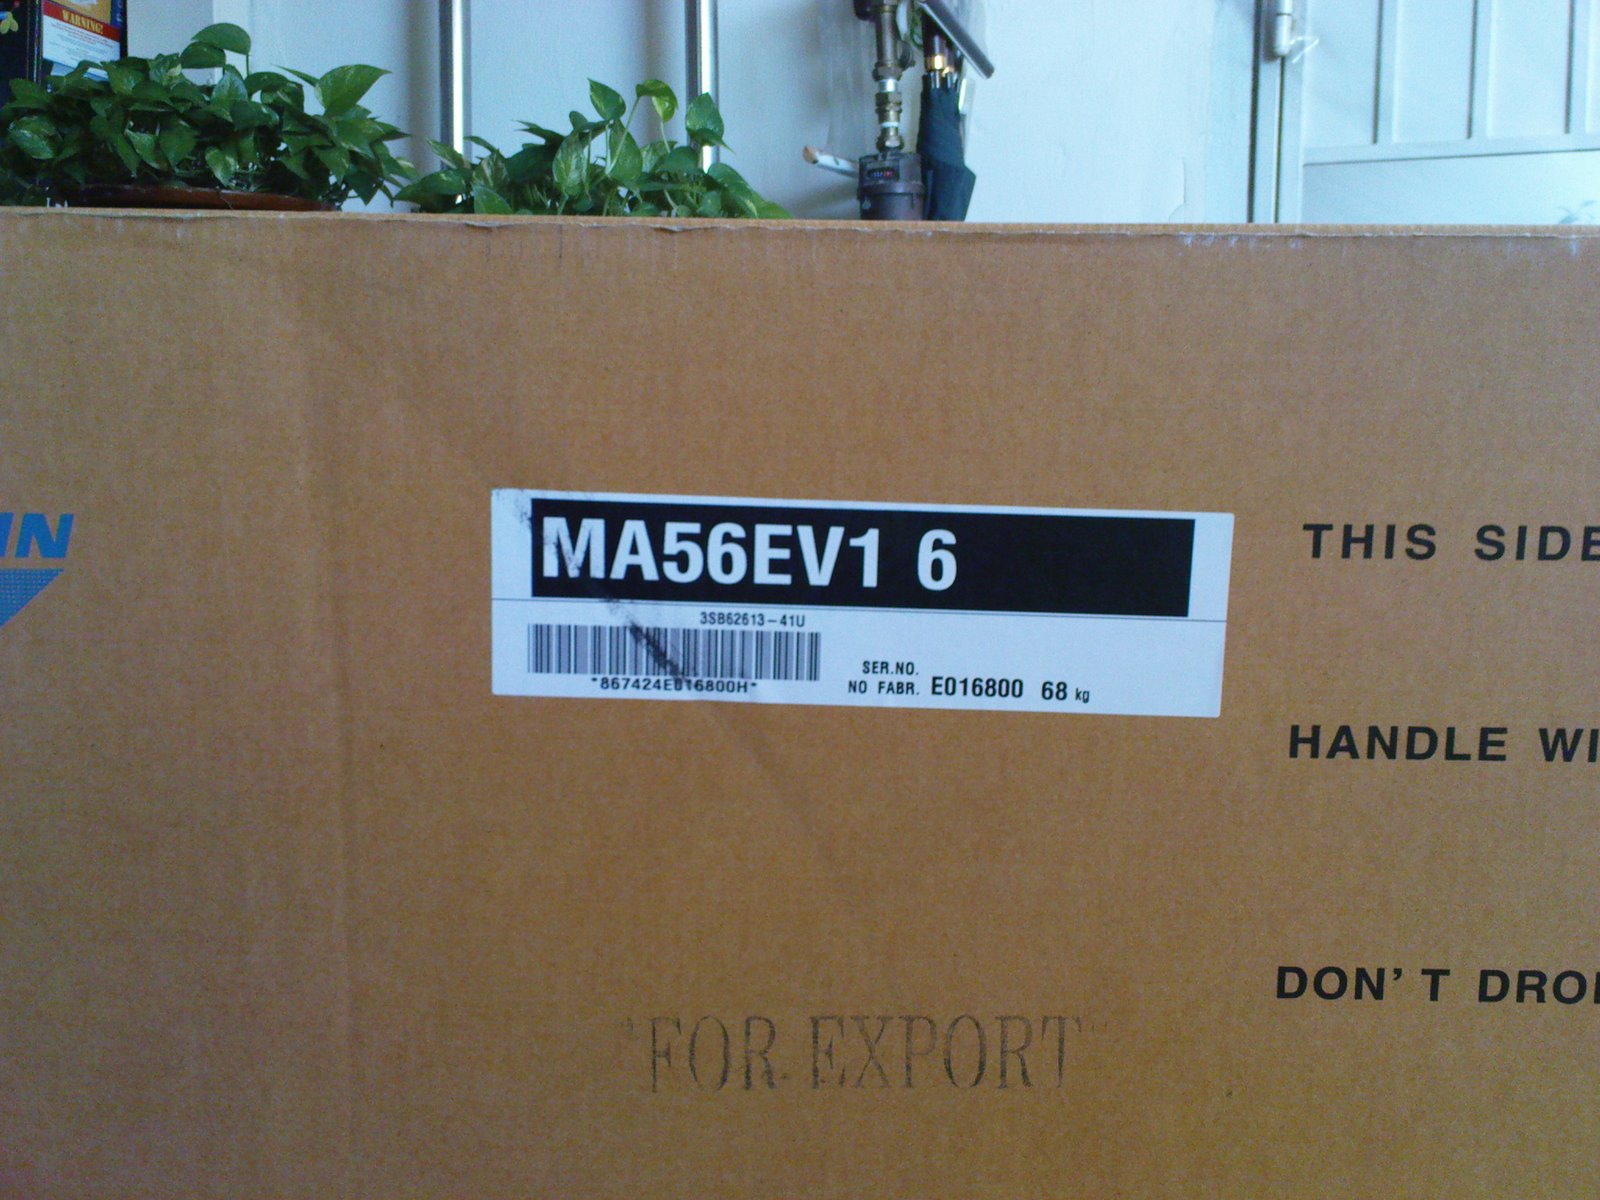 WARNING!
IN
MA56EV1 6
3SB62613-41U
*867424E016800H*
SER.NO.
NO FABR. E016800 68 kg
THIS SIDE
HANDLE WI
DON'T DRO
"FOR EXPORT"